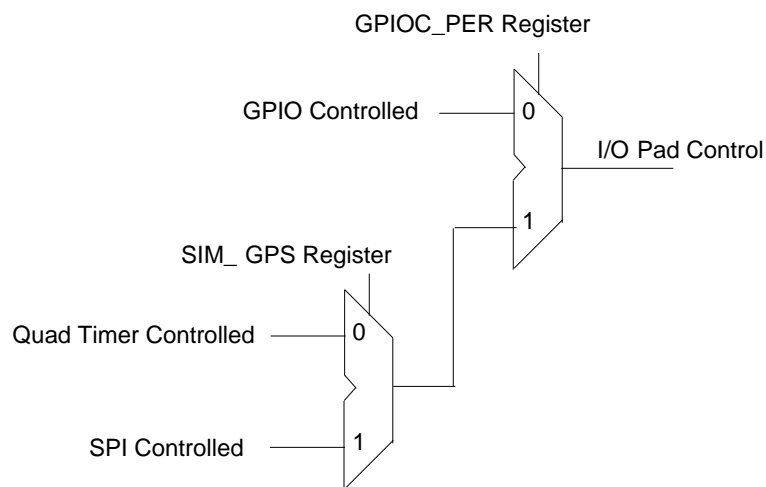 GPIOC_PER Register
GPIO Controlled
0
I/O Pad Control
1
SIM_ GPS Register
Quad Timer Controlled
0
SPI Controlled
1